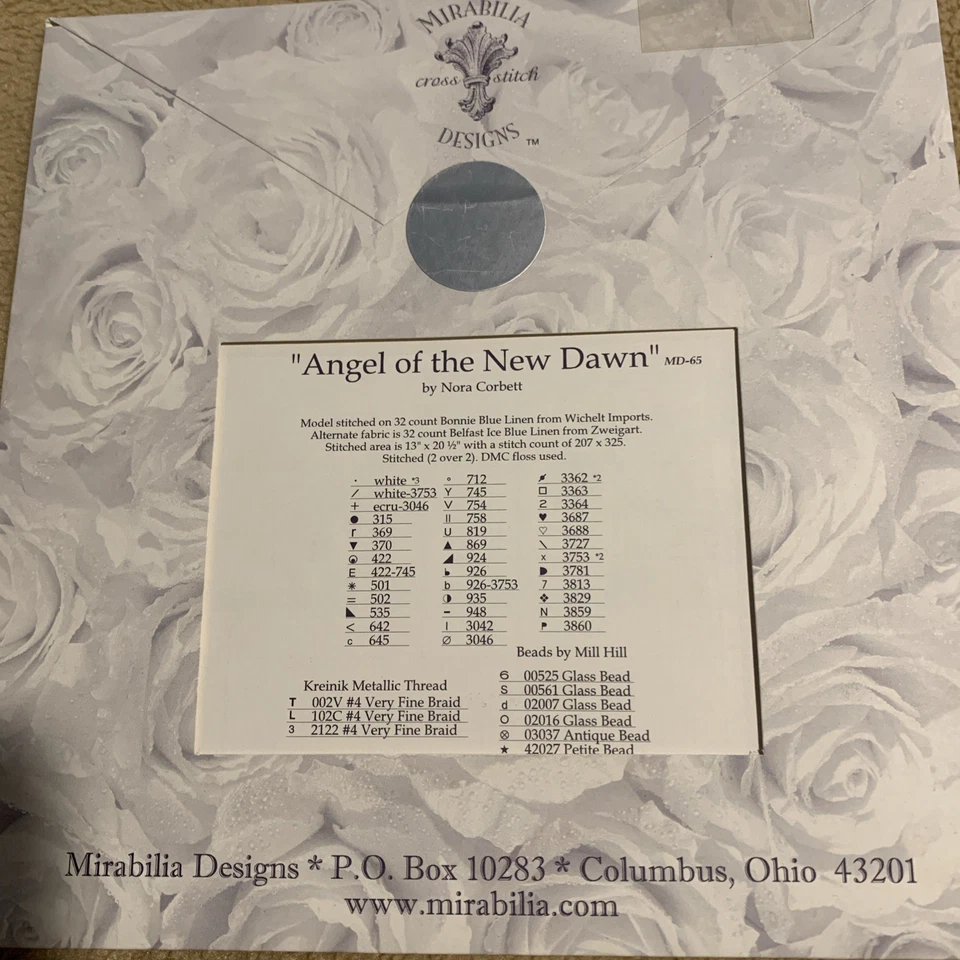 MIRABILIA
cross stitch
DESIGNS ™
"Angel of the New Dawn" MD-65
by Nora Corbett
Model stitched on 32 count Bonnie Blue Linen from Wichelt Imports.
Alternate fabric is 32 count Belfast Ice Blue Linen from Zweigart.
Stitched area is 13" x 20 ½" with a stitch count of 207 x 325.
Stitched (2 over 2). DMC floss used.
· white *3
/ white-3753
+ ecru-3046
● 315
r 369
▼ 370
422
E 422-745
✳ 501
= 502
◣ 535
< 642
c 645
° 712
Y 745
V 754
|| 758
U 819
▲ 869
◢ 924
926
b 926-3753
◑ 935
– 948
| 3042
∅ 3046
3362 *2
□ 3363
2 3364
♥ 3687
♡ 3688
\ 3727
x 3753 *2
◗ 3781
7 3813
❖ 3829
N 3859
P 3860
Kreinik Metallic Thread
T 002V #4 Very Fine Braid
L 102C #4 Very Fine Braid
3 2122 #4 Very Fine Braid
Beads by Mill Hill
6 00525 Glass Bead
S 00561 Glass Bead
d 02007 Glass Bead
O 02016 Glass Bead
⊗ 03037 Antique Bead
★ 42027 Petite Bead
Mirabilia Designs * P.O. Box 10283 * Columbus, Ohio 43201
www.mirabilia.com